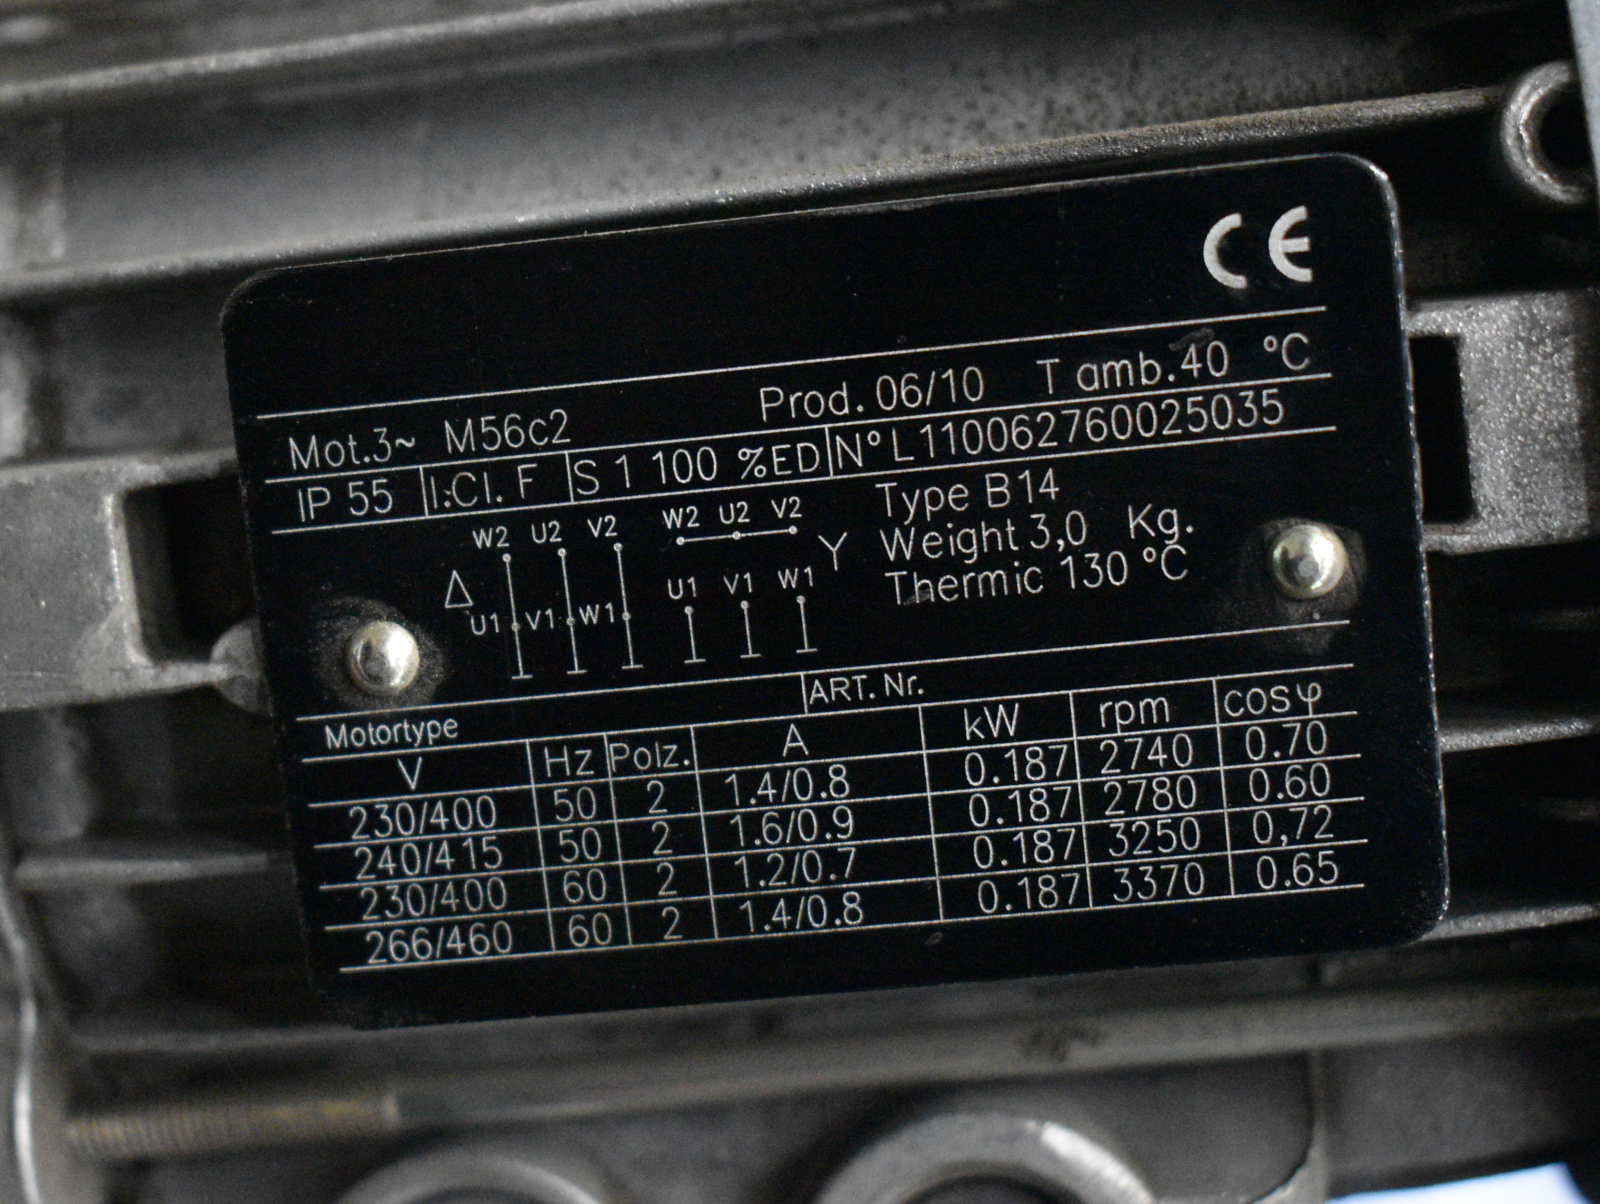 CE
Mot.3~ M56c2 Prod. 06/10 T amb.40 °C
IP 55 I.Cl. F S 1 100 %ED N° L110062760025035
W2 U2 V2 W2 U2 V2 Type B14
Δ Y Weight 3,0 Kg.
U1 V1 W1 U1 V1 W1 Thermic 130 °C
Motortype ART. Nr.
V Hz Polz. A kW rpm cosφ
230/400 50 2 1.4/0.8 0.187 2740 0.70
240/415 50 2 1.6/0.9 0.187 2780 0.60
230/400 60 2 1.2/0.7 0.187 3250 0,72
266/460 60 2 1.4/0.8 0.187 3370 0.65